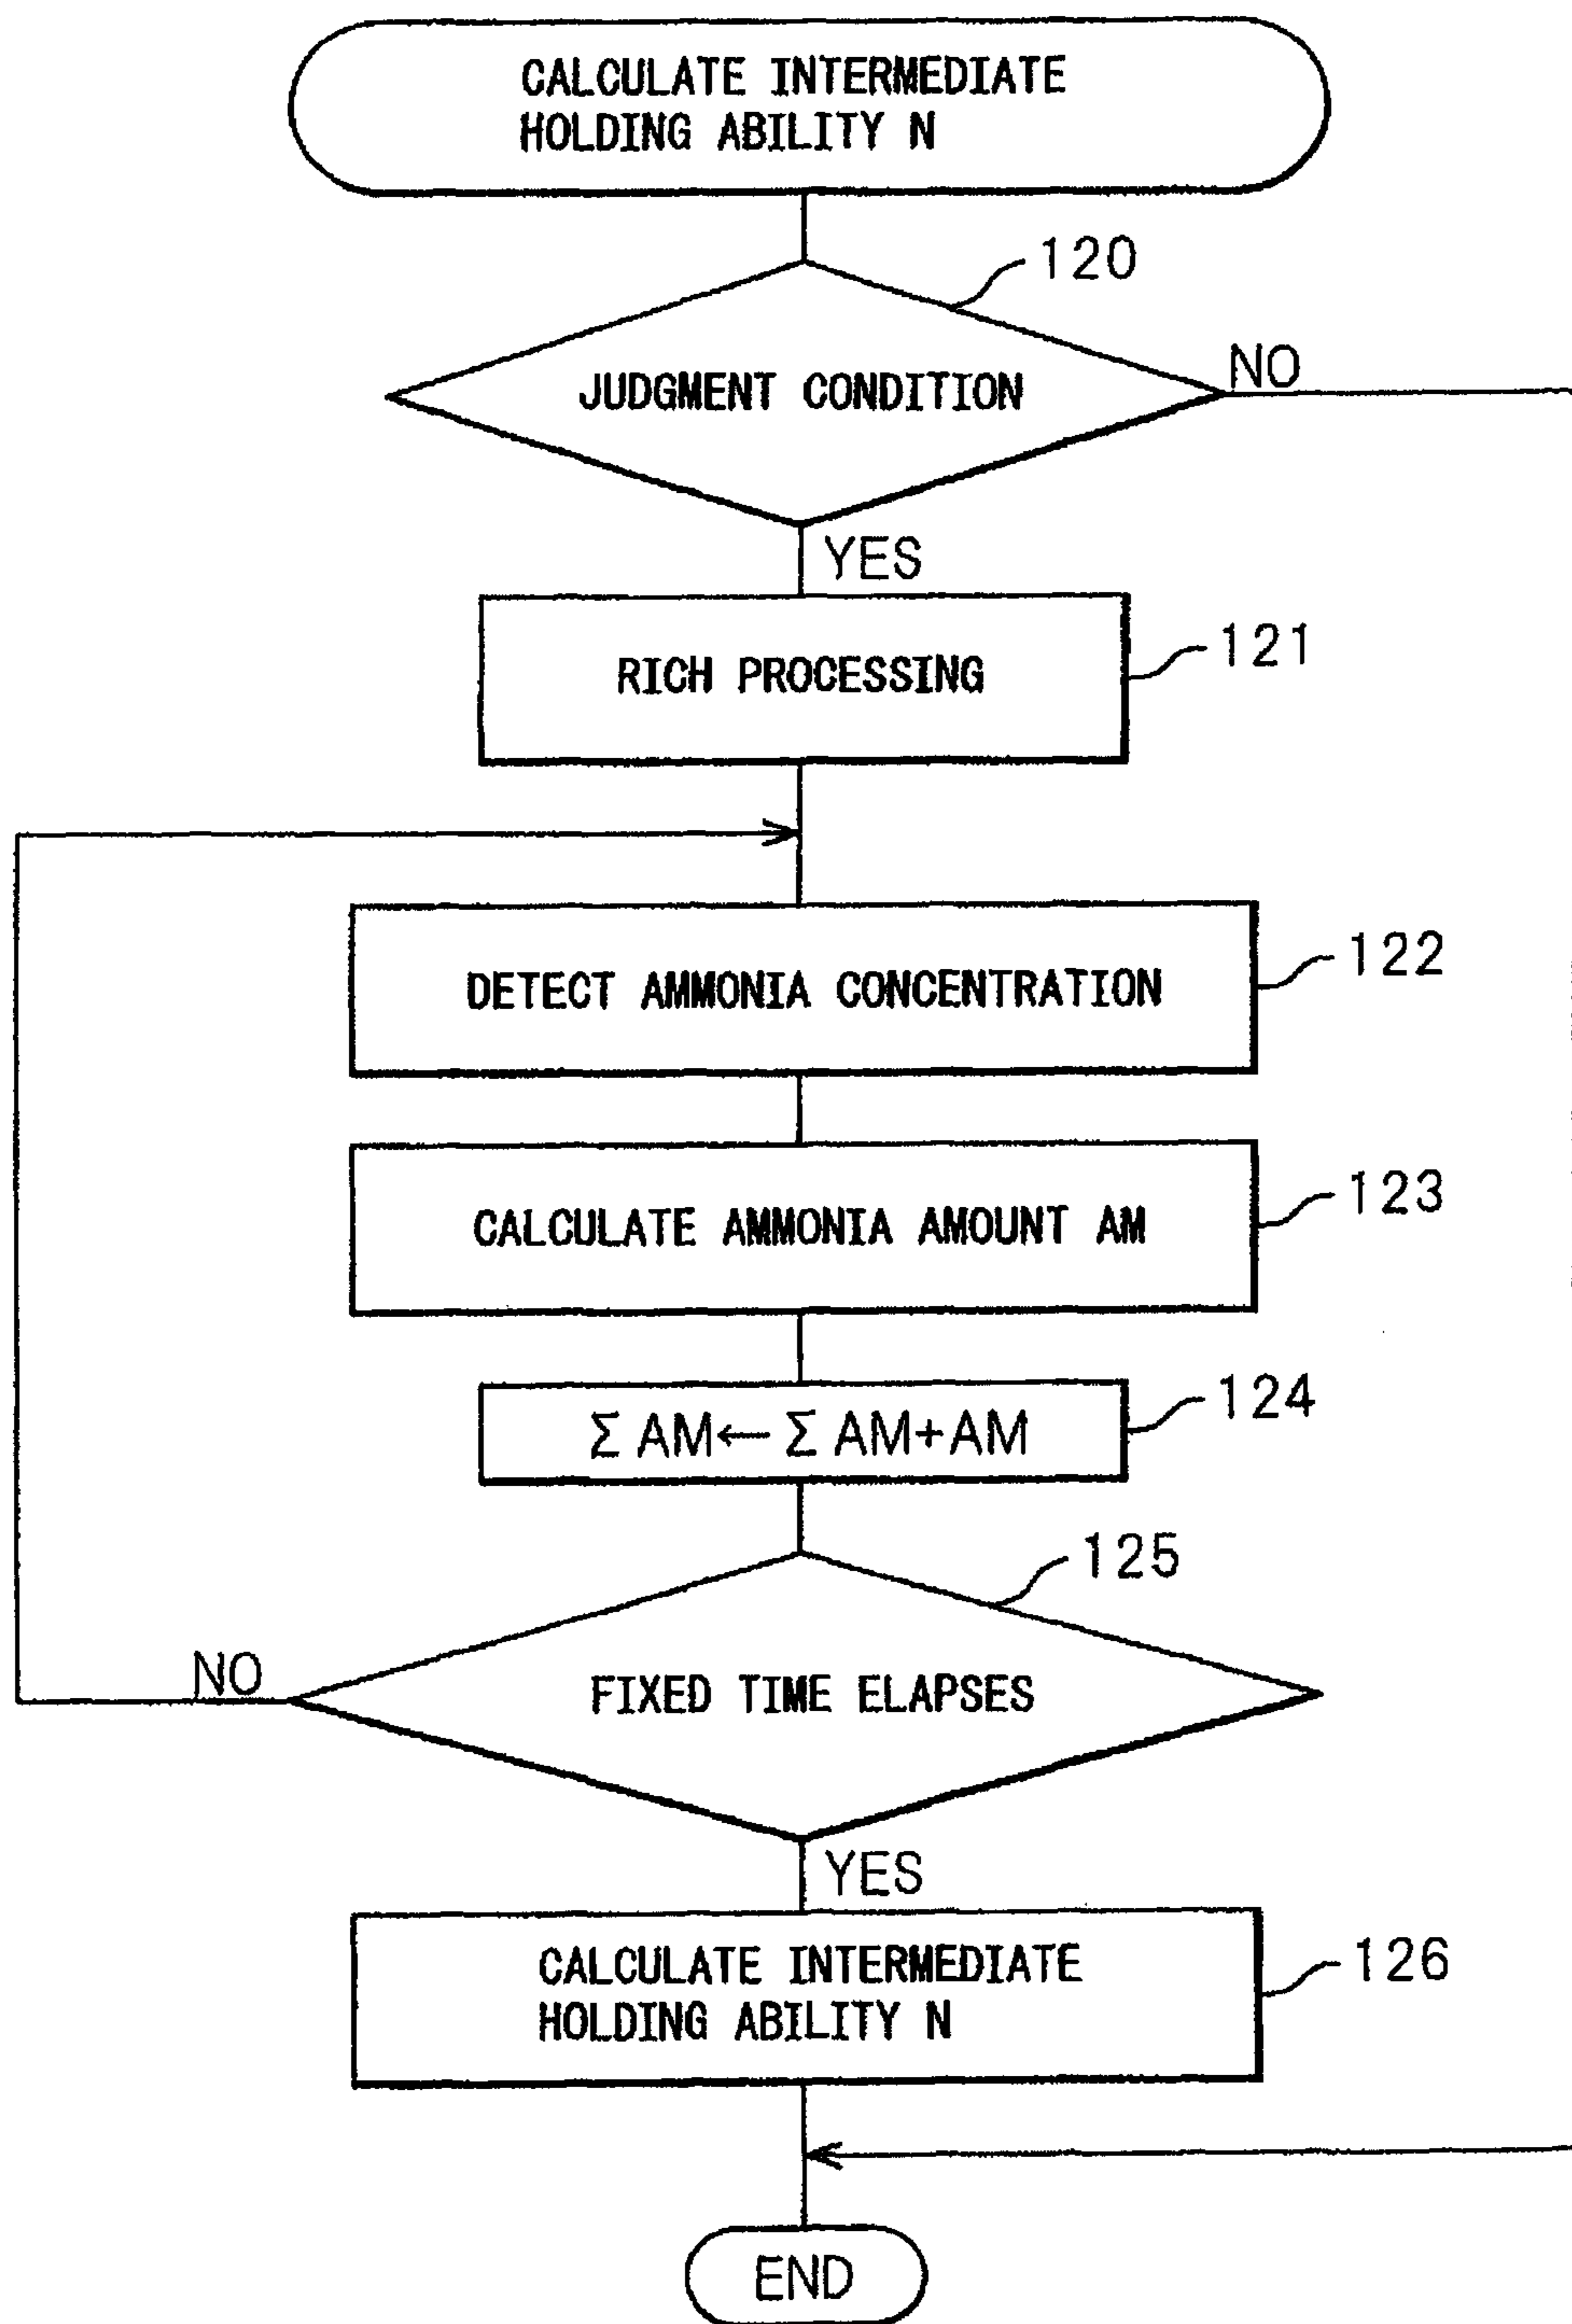 CALCULATE INTERMEDIATE
HOLDING ABILITY N
120
JUDGMENT CONDITION
NO
YES
RICH PROCESSING
121
DETECT AMMONIA CONCENTRATION
122
CALCULATE AMMONIA AMOUNT AM
123
Σ AM← Σ AM+AM
124
125
FIXED TIME ELAPSES
NO
YES
CALCULATE INTERMEDIATE
HOLDING ABILITY N
126
END